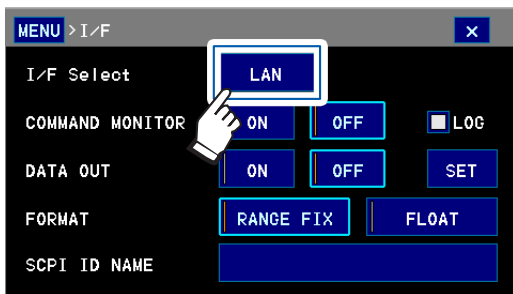 MENU >I/F ×
I/F Select LAN
COMMAND MONITOR ON OFF LOG
DATA OUT ON OFF SET
FORMAT RANGE FIX FLOAT
SCPI ID NAME